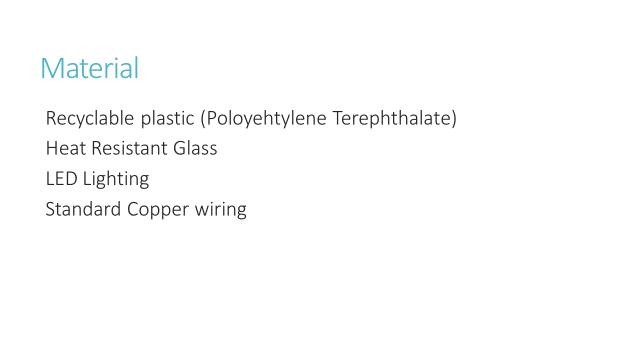 Material
Recyclable plastic (Poloyehtylene Terephthalate)
Heat Resistant Glass
LED Lighting
Standard Copper wiring